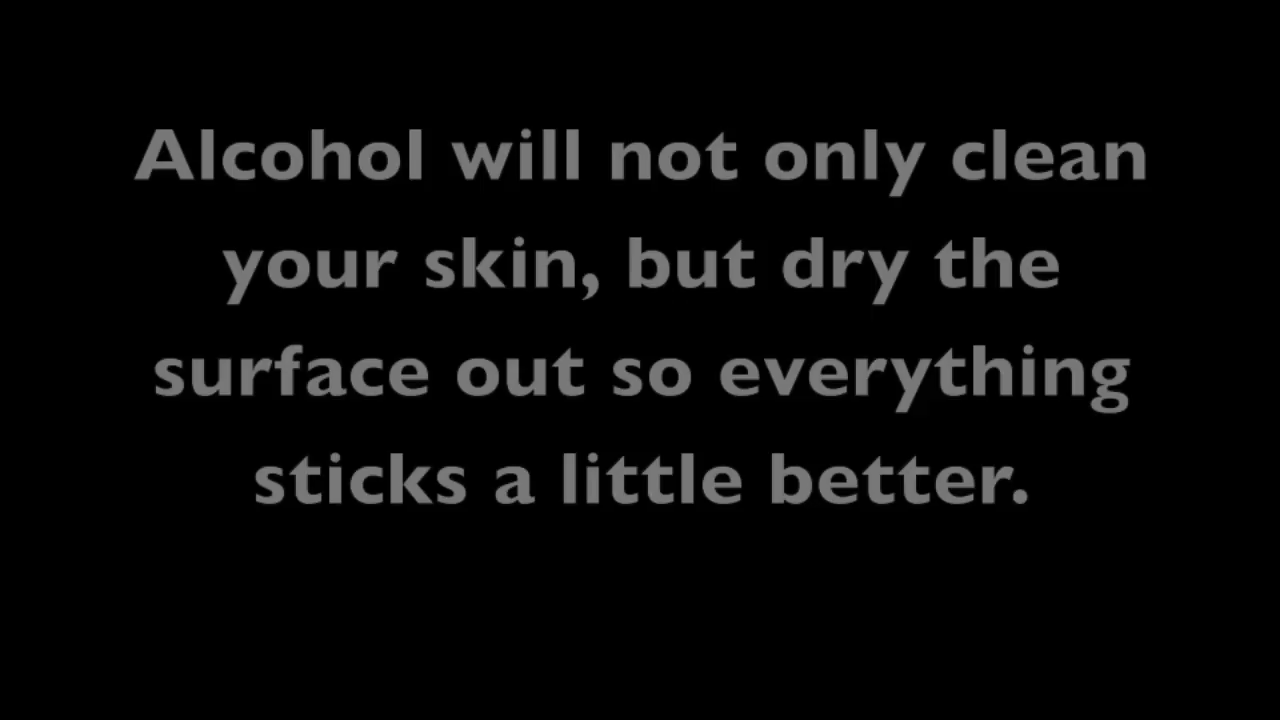 Alcohol will not only clean
your skin, but dry the
surface out so everything
sticks a little better.